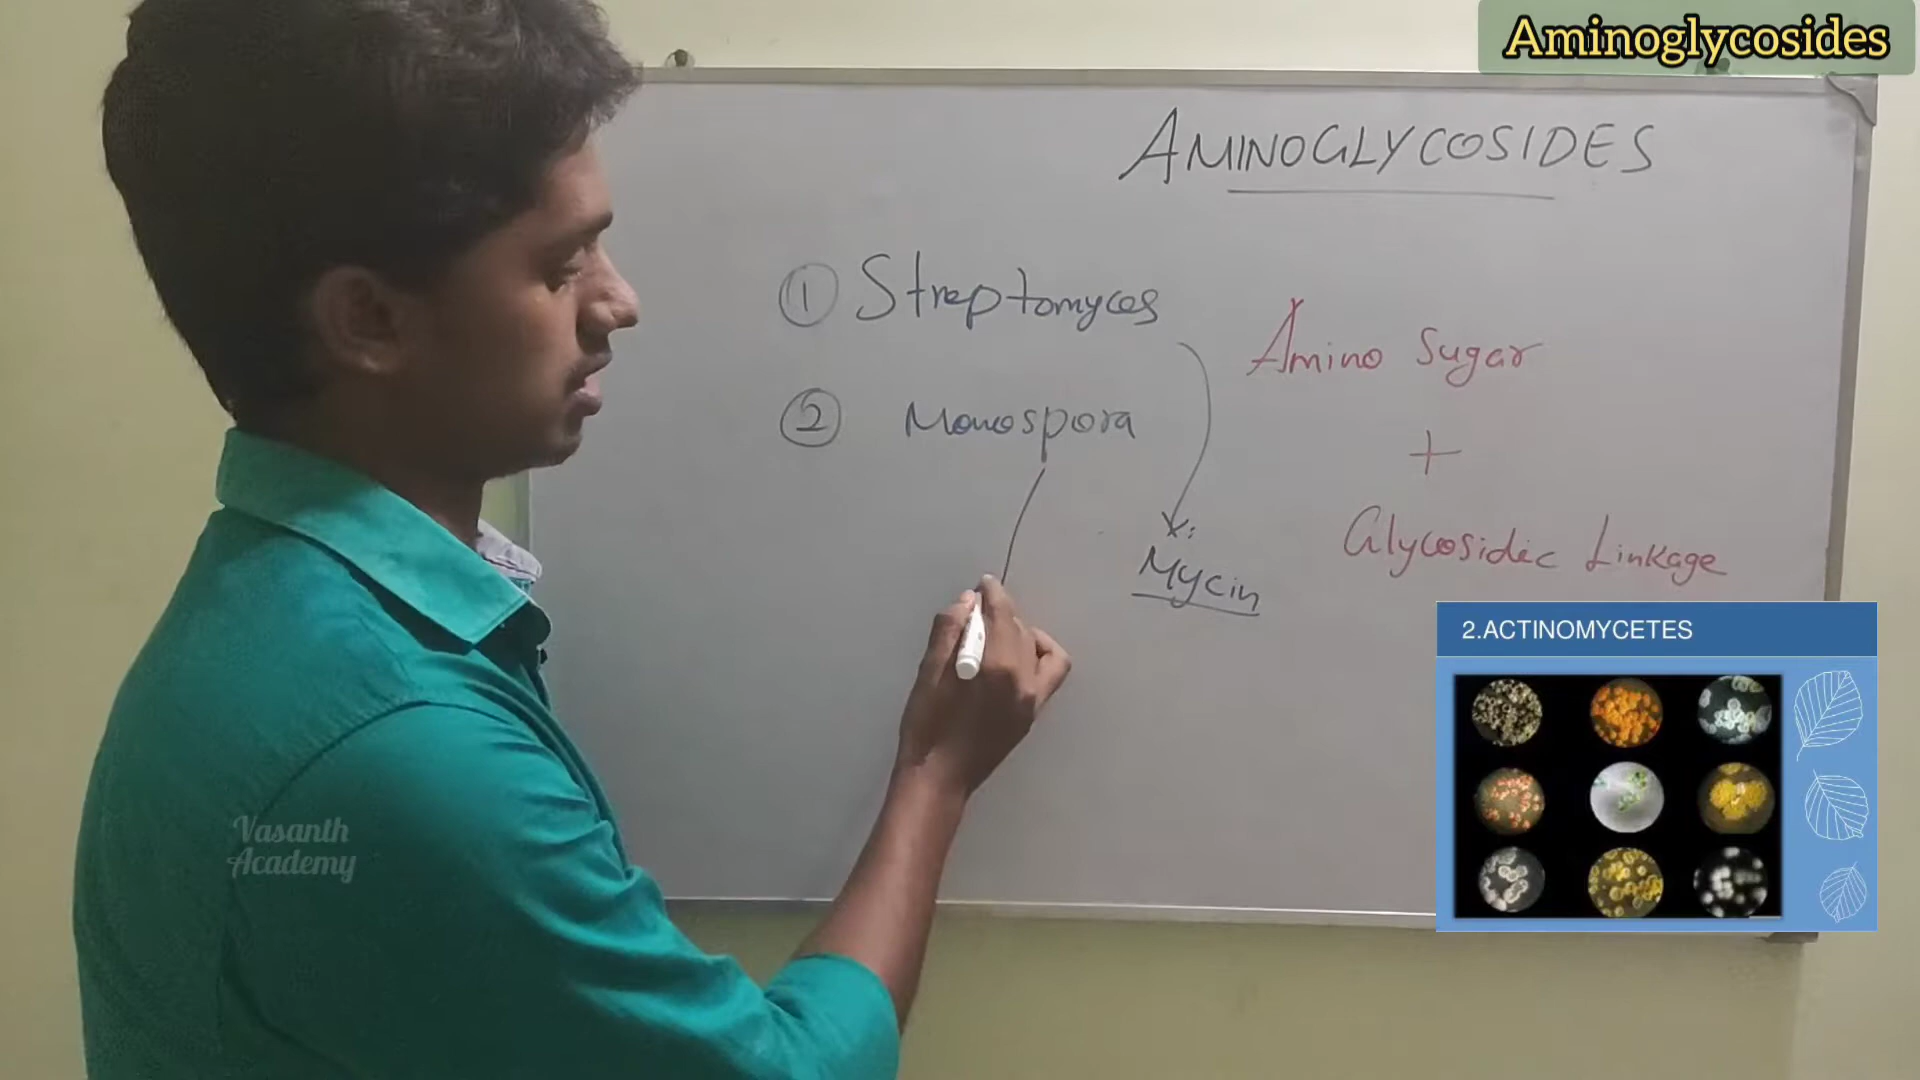 Aminoglycosides
AMINOGLYCOSIDES
① Streptomyces
② Monospora
Mycin
Amino Sugar
+
Glycosidic Linkage
2.ACTINOMYCETES
Vasanth
Academy